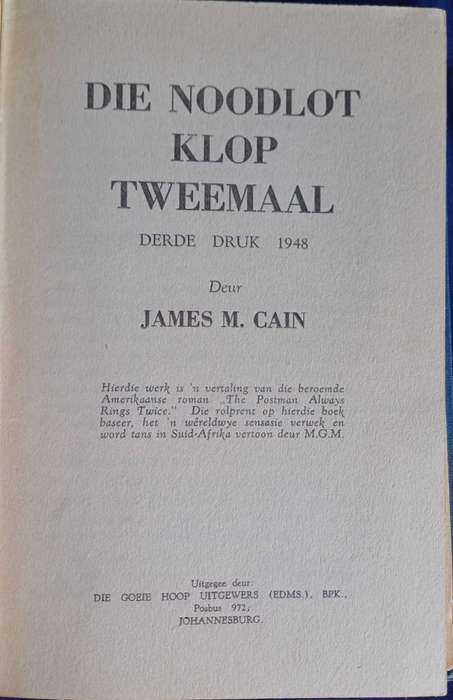 DIE NOODLOT
KLOP
TWEEMAAL
DERDE DRUK 1948
Deur
JAMES M. CAIN
Hierdie werk is 'n vertaling van die beroemde
Amerikaanse roman „The Postman Always
Rings Twice." Die rolprent op hierdie boek
baseer, het 'n wêreldwye sensasie verwek en
word tans in Suid-Afrika vertoon deur M.G.M.
Uitgegee deur:
DIE GOEIE HOOP UITGEWERS (EDMS.), BPK.,
Posbus 972,
JOHANNESBURG.